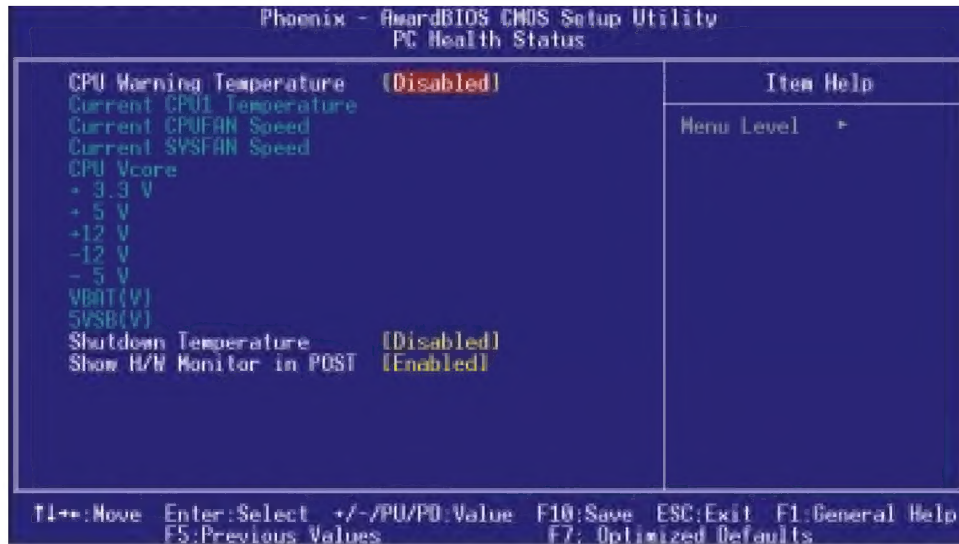 Phoenix - AwardBIOS CMOS Setup Utility
PC Health Status
CPU Warning Temperature [Disabled]
Current CPU1 Temperature
Current CPUFAN Speed
Current SYSFAN Speed
CPU Vcore
+ 3.3 V
+ 5 V
+12 V
-12 V
- 5 V
VBAT(V)
5VSB(V)
Shutdown Temperature [Disabled]
Show H/W Monitor in POST [Enabled]
Item Help
Menu Level ►
↑↓→←:Move Enter:Select +/-/PU/PD:Value F10:Save ESC:Exit F1:General Help
F5:Previous Values F7: Optimized Defaults